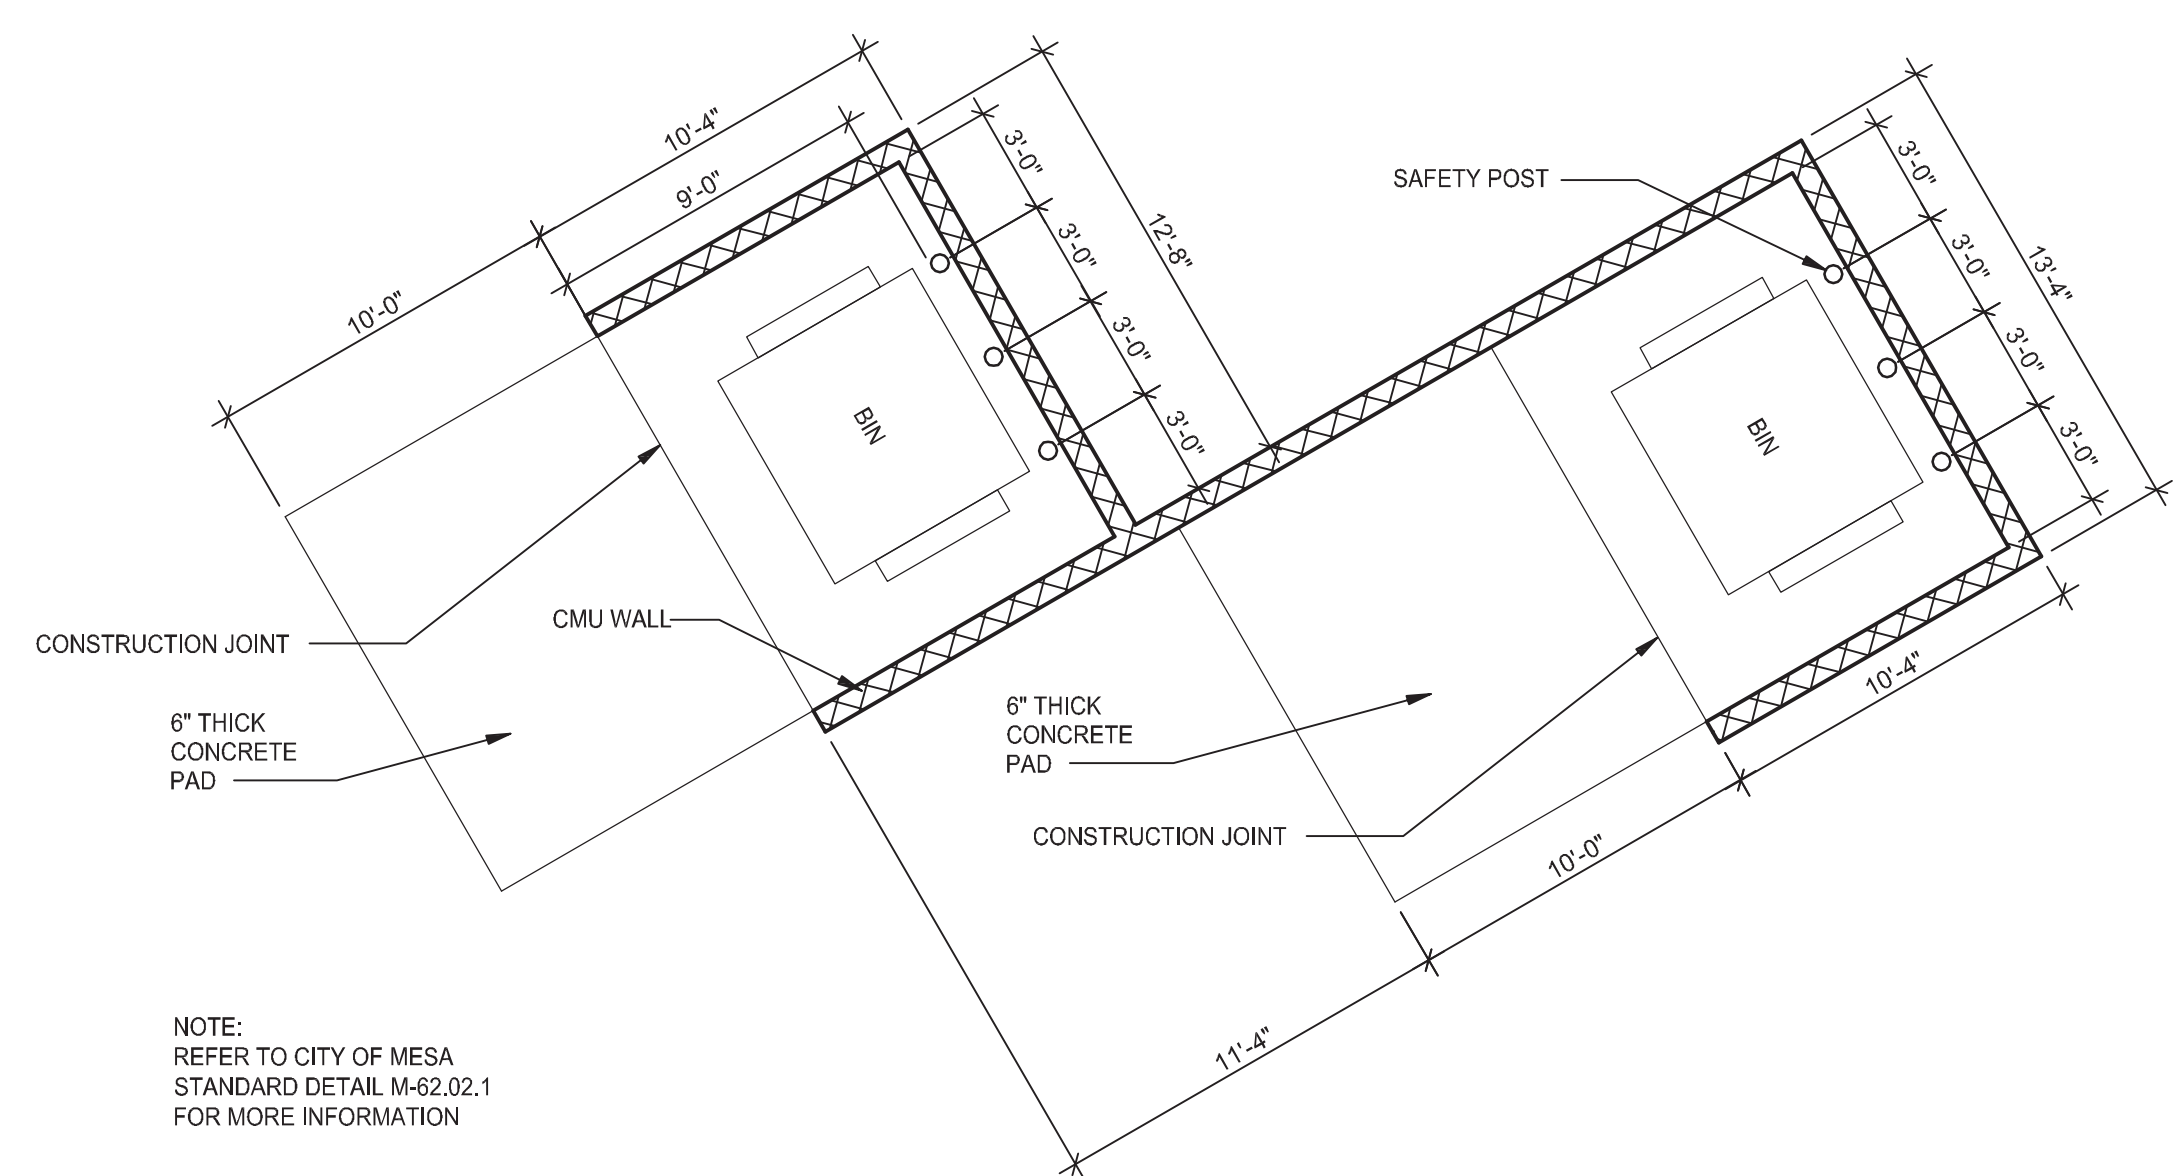 10'-4"
9'-0"
10'-0"
3'-0"
3'-0"
3'-0"
3'-0"
12'-8"
BIN
SAFETY POST
3'-0"
3'-0"
3'-0"
3'-0"
13'-4"
BIN
CONSTRUCTION JOINT
CMU WALL
6" THICK
CONCRETE
PAD
6" THICK
CONCRETE
PAD
CONSTRUCTION JOINT
10'-4"
10'-0"
11'-4"
NOTE:
REFER TO CITY OF MESA
STANDARD DETAIL M-62.02.1
FOR MORE INFORMATION